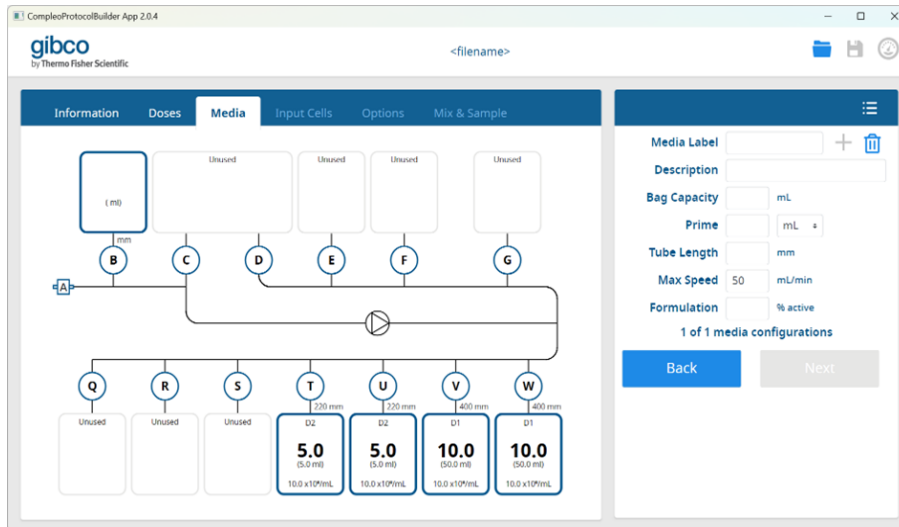 CompleoProtocolBuilder App 2.0.4
gibco
by Thermo Fisher Scientific
<filename>
Information Doses Media Input Cells Options Mix & Sample
Unused Unused Unused Unused
( ml)
mm
B C D E F G
A
Q R S T U V W
220 mm 220 mm 400 mm 400 mm
Unused Unused Unused D2 D2 D1 D1
5.0 5.0 10.0 10.0
(5.0 ml) (5.0 ml) (50.0 ml) (50.0 ml)
10.0 x10⁶/mL 10.0 x10⁶/mL 10.0 x10⁶/mL 10.0 x10⁶/mL
Media Label
Description
Bag Capacity mL
Prime mL
Tube Length mm
Max Speed 50 mL/min
Formulation % active
1 of 1 media configurations
Back Next